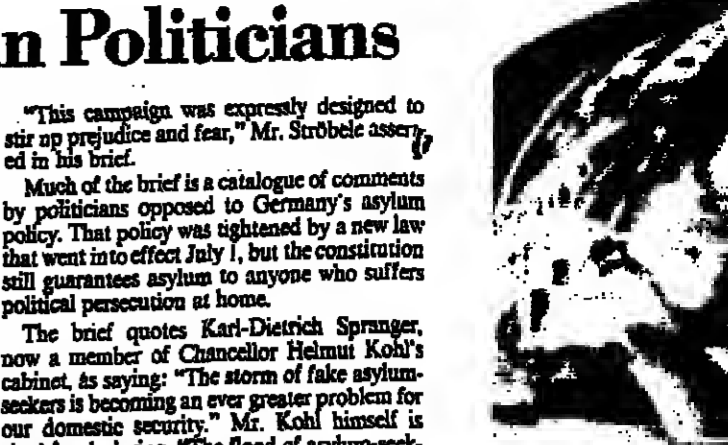 n Politicians
"This campaign was expressly designed to
stir up prejudice and fear," Mr. Ströbele assert-
ed in his brief.
Much of the brief is a catalogue of comments
by politicians opposed to Germany's asylum
policy. That policy was tightened by a new law
that went into effect July 1, but the constitution
still guarantees asylum to anyone who suffers
political persecution at home.
The brief quotes Karl-Dietrich Spranger,
now a member of Chancellor Helmut Kohl's
cabinet, as saying: "The storm of fake asylum-
seekers is becoming an ever greater problem for
our domestic security." Mr. Kohl himself is
"The flood of asylum-seek-